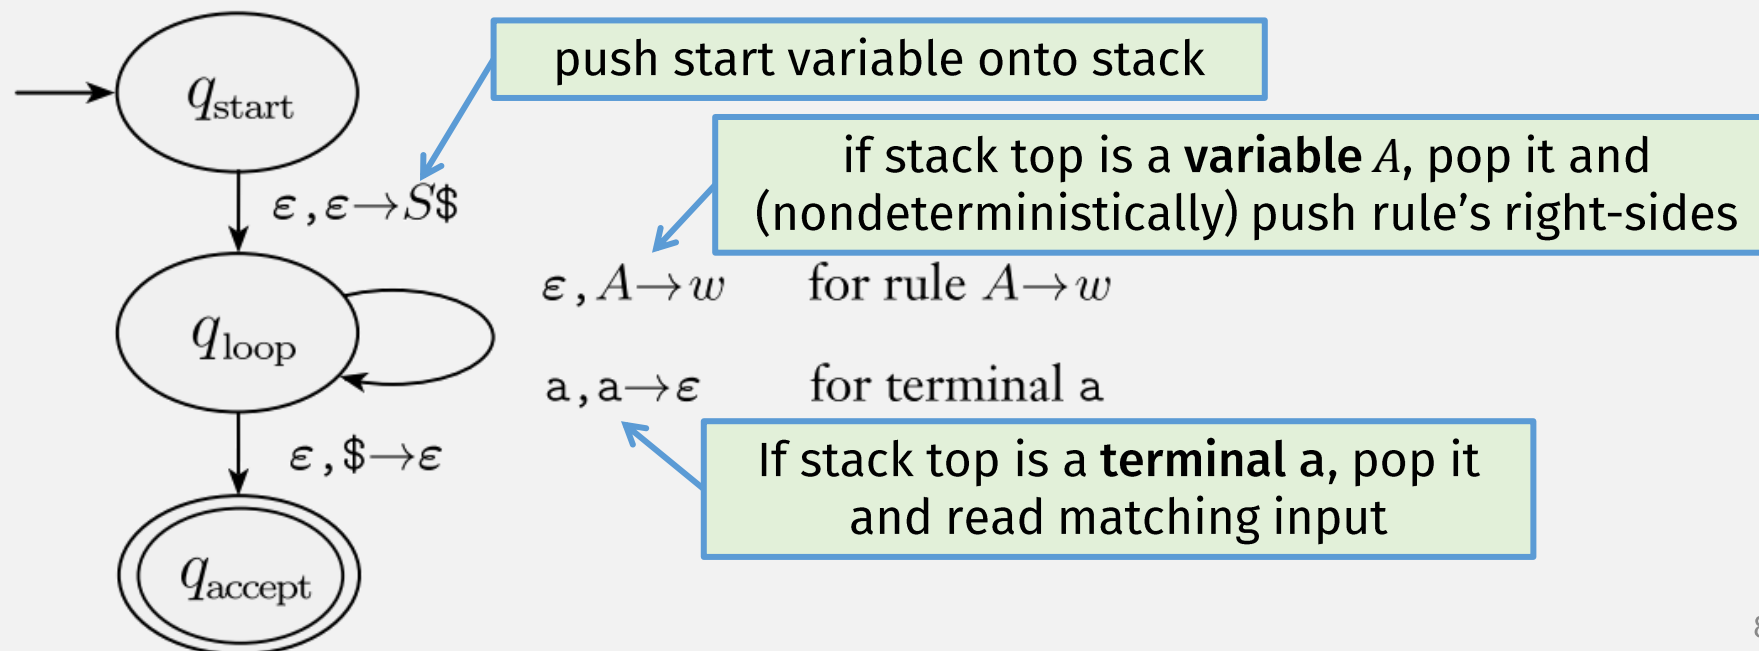 push start variable onto stack
q_start
if stack top is a variable A, pop it and
(nondeterministically) push rule’s right-sides
ε,ε→S$
ε,A→w for rule A→w
q_loop
a,a→ε for terminal a
If stack top is a terminal a, pop it
and read matching input
ε,$→ε
q_accept